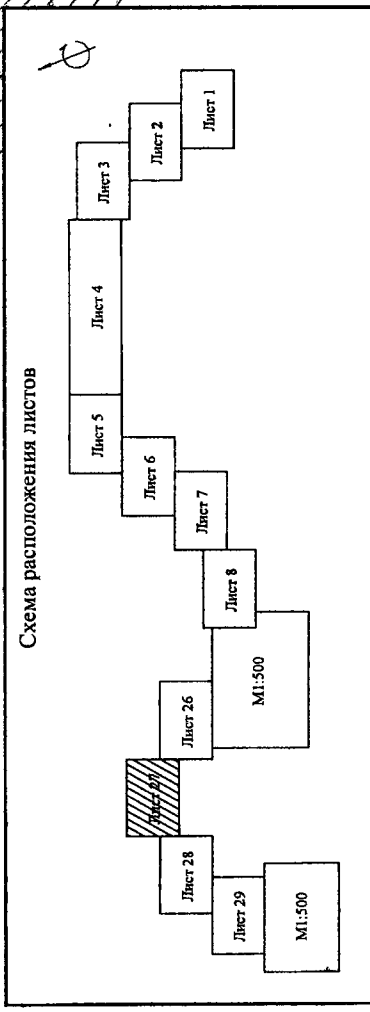 Схема расположения листов
Лист 1
Лист 2
Лист 3
Лист 4
Лист 5
Лист 6
Лист 7
Лист 8
М1:500
Лист 26
Лист 27
Лист 28
Лист 29
М1:500